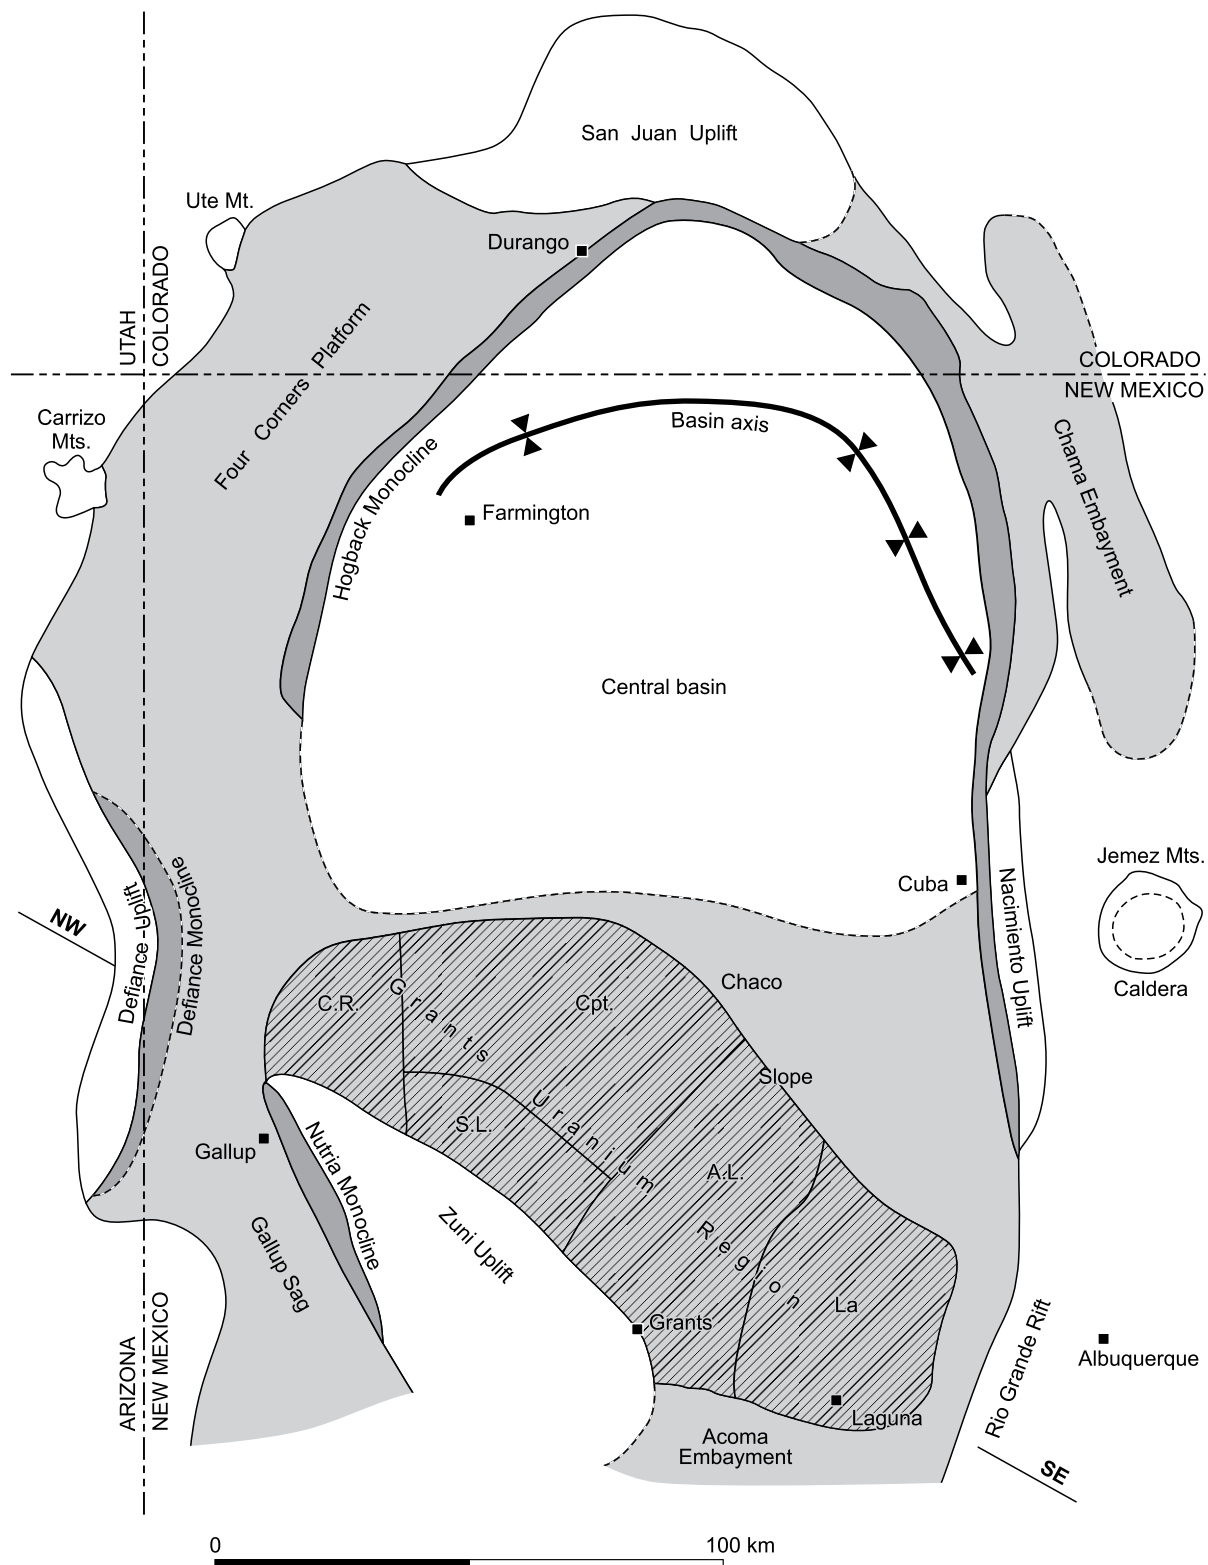 San Juan Uplift
Ute Mt.
Durango
UTAH
COLORADO
Four Corners Platform
COLORADO
NEW MEXICO
Carrizo
Mts.
Basin axis
Hogback Monocline
Farmington
Chama Embayment
Central basin
Jemez Mts.
Cuba
Nacimiento Uplift
Caldera
NW
Defiance Uplift
Defiance Monocline
Chaco
Slope
C.R.
Cpt.
Grants
Uranium
Region
S.L.
A.L.
La
Gallup
Nutria Monocline
Gallup Sag
Zuni Uplift
Grants
Laguna
Acoma
Embayment
Rio Grande Rift
Albuquerque
ARIZONA
NEW MEXICO
SE
0
100 km